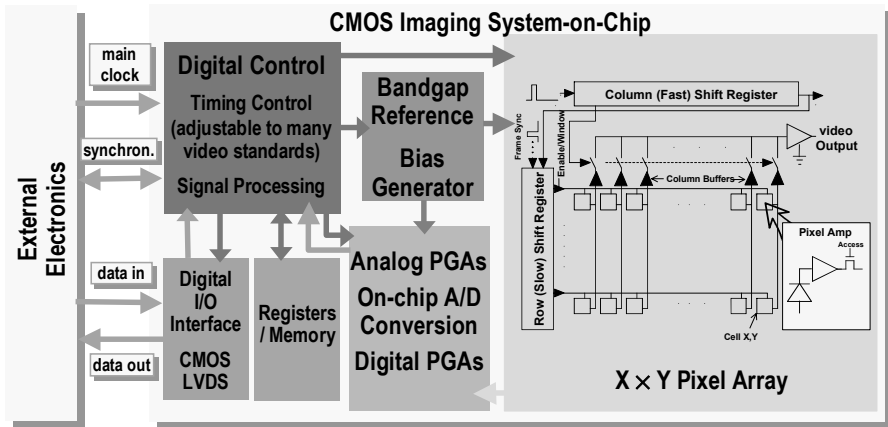 CMOS Imaging System-on-Chip
External
Electronics
main
clock
synchron.
data in
data out
Digital Control
Timing Control
(adjustable to many
video standards)
Signal Processing
Bandgap
Reference
Bias
Generator
Digital
I/O
Interface
CMOS
LVDS
Registers
/ Memory
Analog PGAs
On-chip A/D
Conversion
Digital PGAs
Column (Fast) Shift Register
Frame Sync
Enable/Window
video
Output
Column Buffers
Row (Slow) Shift Register
Pixel Amp
Access
Cell X,Y
X × Y Pixel Array